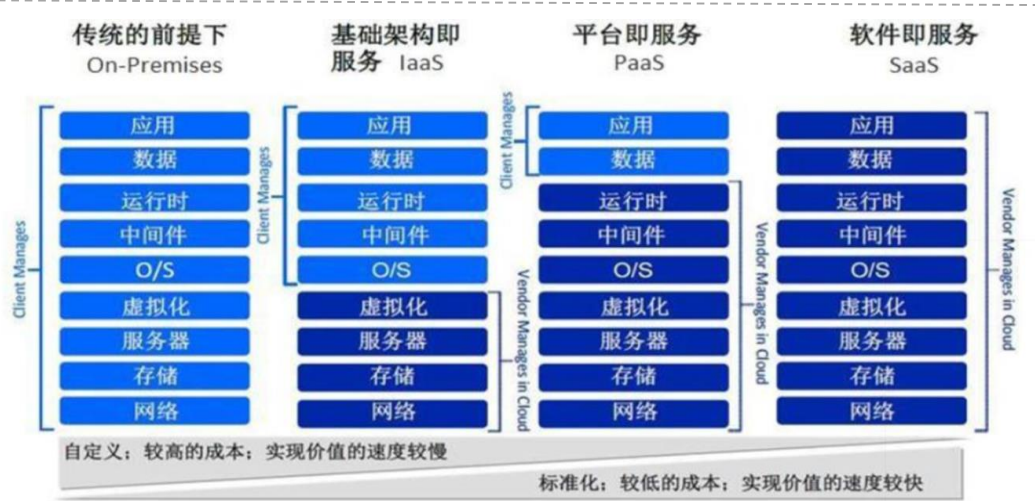 传统的前提下
On-Premises
基础架构即
服务 IaaS
平台即服务
PaaS
软件即服务
SaaS
Client Manages
应用
数据
运行时
中间件
O/S
虚拟化
服务器
存储
网络
Client Manages
应用
数据
运行时
中间件
O/S
虚拟化
服务器
存储
网络
Vendor Manages in Cloud
Client Manages
应用
数据
运行时
中间件
O/S
虚拟化
服务器
存储
网络
Vendor Manages in Cloud
应用
数据
运行时
中间件
O/S
虚拟化
服务器
存储
网络
Vendor Manages in Cloud
自定义；较高的成本；实现价值的速度较慢
标准化；较低的成本；实现价值的速度较快